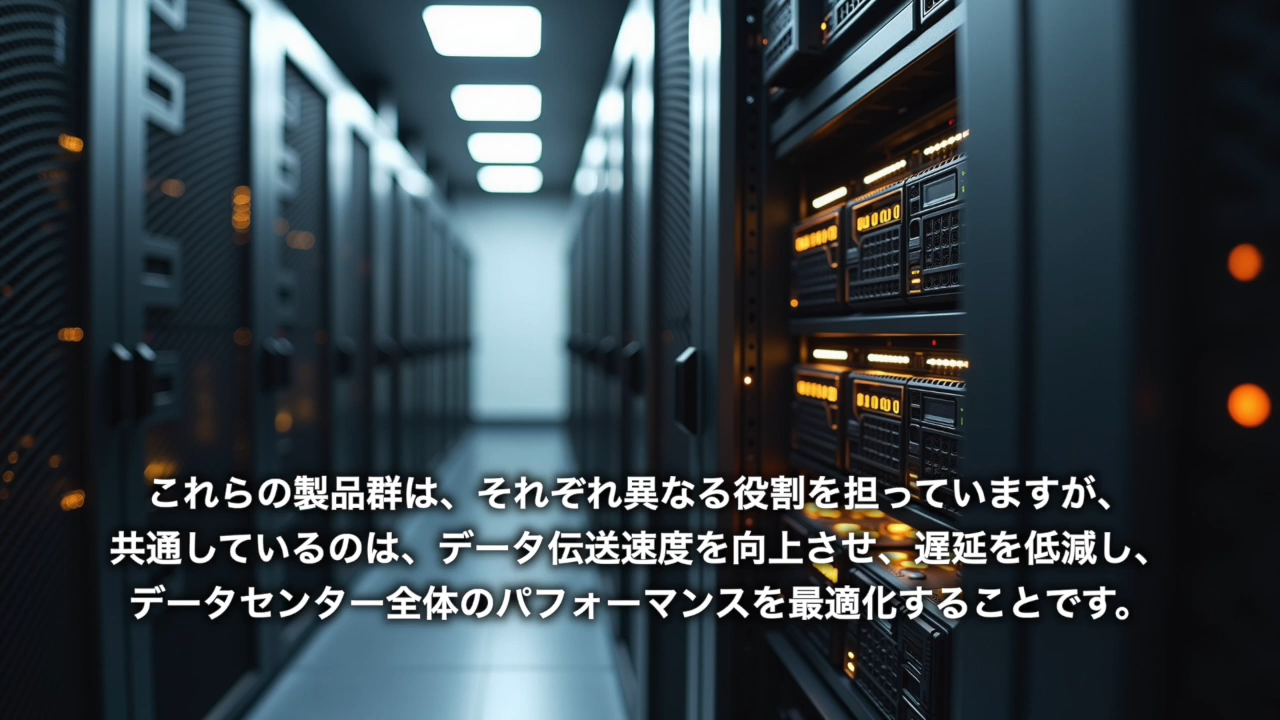 これらの製品群は、それぞれ異なる役割を担っていますが、
共通しているのは、データ伝送速度を向上させ、遅延を低減し、
データセンター全体のパフォーマンスを最適化することです。